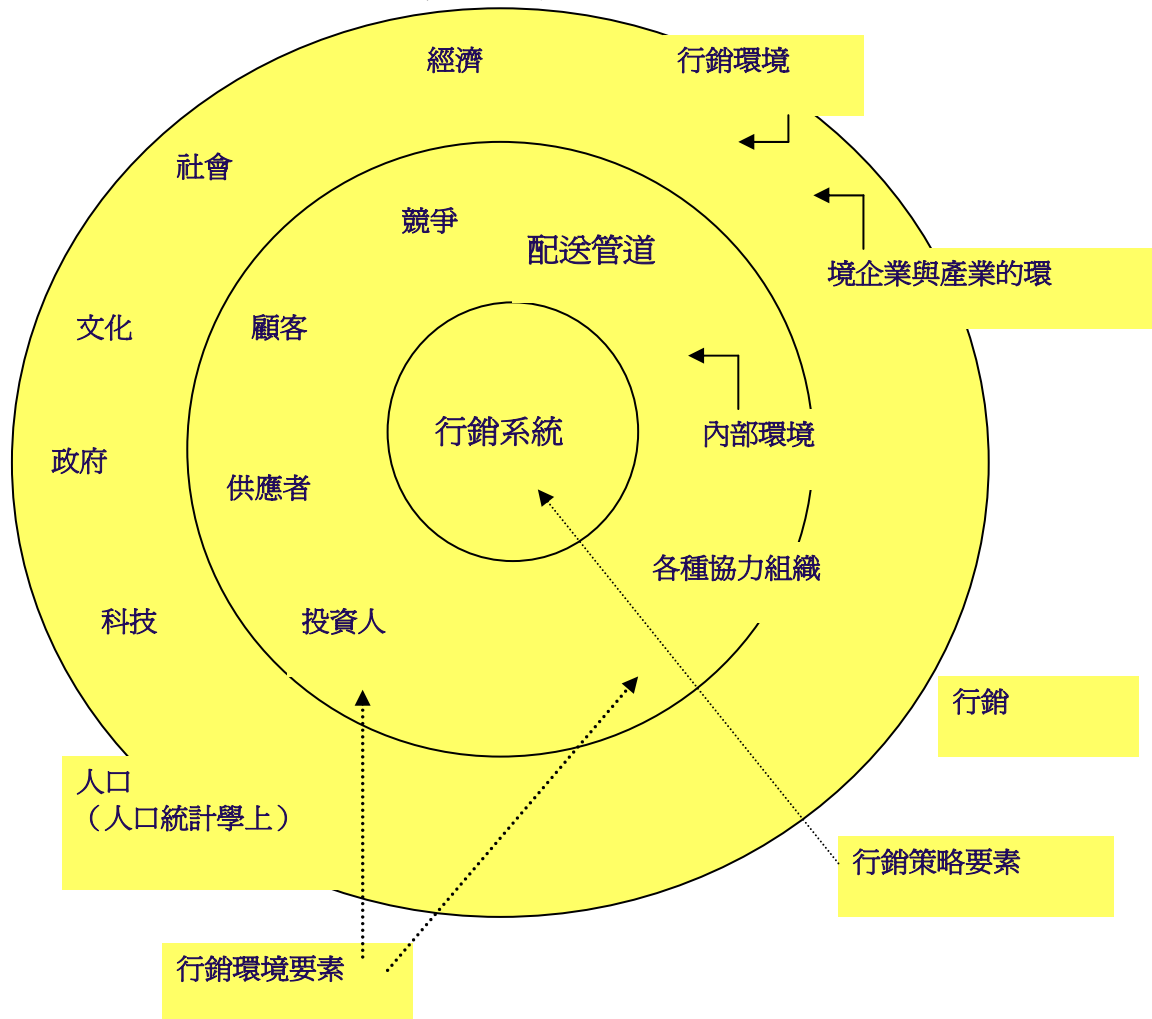 經濟
行銷環境
社會
競爭
配送管道
境企業與產業的環
文化
顧客
行銷系統
內部環境
政府
供應者
各種協力組織
科技
投資人
行銷
人口
（人口統計學上）
行銷策略要素
行銷環境要素